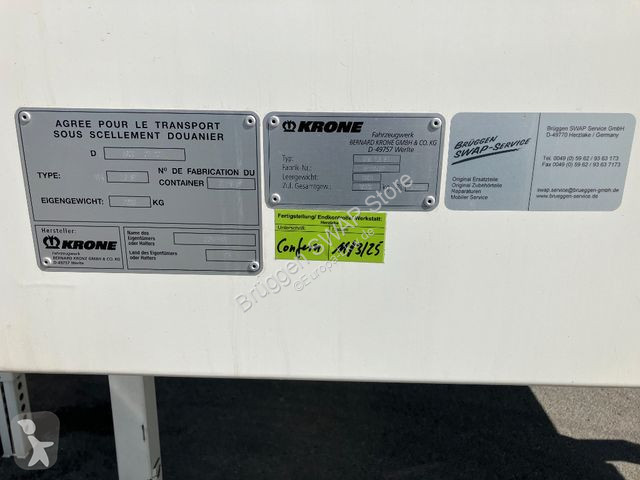 AGREE POUR LE TRANSPORT
SOUS SCELLEMENT DOUANIER
D
TYPE:
Nº DE FABRICATION DU
CONTAINER
EIGENGEWICHT:
KG
Hersteller:
KRONE
Fahrzeugwerk
BERNARD KRONE GMBH & CO. KG
D-49757 Werlte
Name des
Eigentümers
oder Halters
Land des Eigentümers
oder Halters
KRONE
Fahrzeugwerk
BERNARD KRONE GMBH & CO. KG
D-49757 Werlte
Typ:
Fabrik-Nr.:
Leergewicht:
Zul. Gesamtgew.:
Fertigstellung/ Endkontrolle Werkstatt:
Unterschrift:
BRÜGGEN
SWAP-SERVICE
Original Ersatzteile
Original Zubehörteile
Reparaturen
Mobiler Service
Brüggen SWAP Service GmbH
D-49770 Herzlake / Germany
Tel. 0049 (0) 59 62 / 93 63 173
Fax 0049 (0) 59 62 / 93 63 7173
swap.service@brueggen-gmbh.de
www.brueggen-service.de
Brüggen SWAP Store